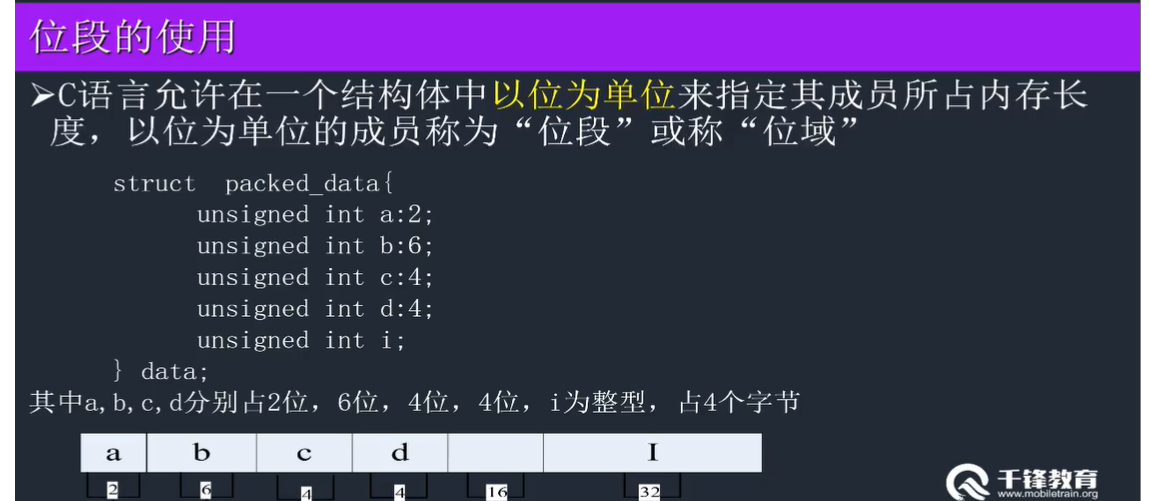 位段的使用
➢C语言允许在一个结构体中以位为单位来指定其成员所占内存长
度，以位为单位的成员称为“位段”或称“位域”
struct packed_data{
unsigned int a:2;
unsigned int b:6;
unsigned int c:4;
unsigned int d:4;
unsigned int i;
} data;
其中a,b,c,d分别占2位，6位，4位，4位，i为整型，占4个字节
a b c d I
2 6 4 4 16 32
千锋教育
www.mobiletrain.org